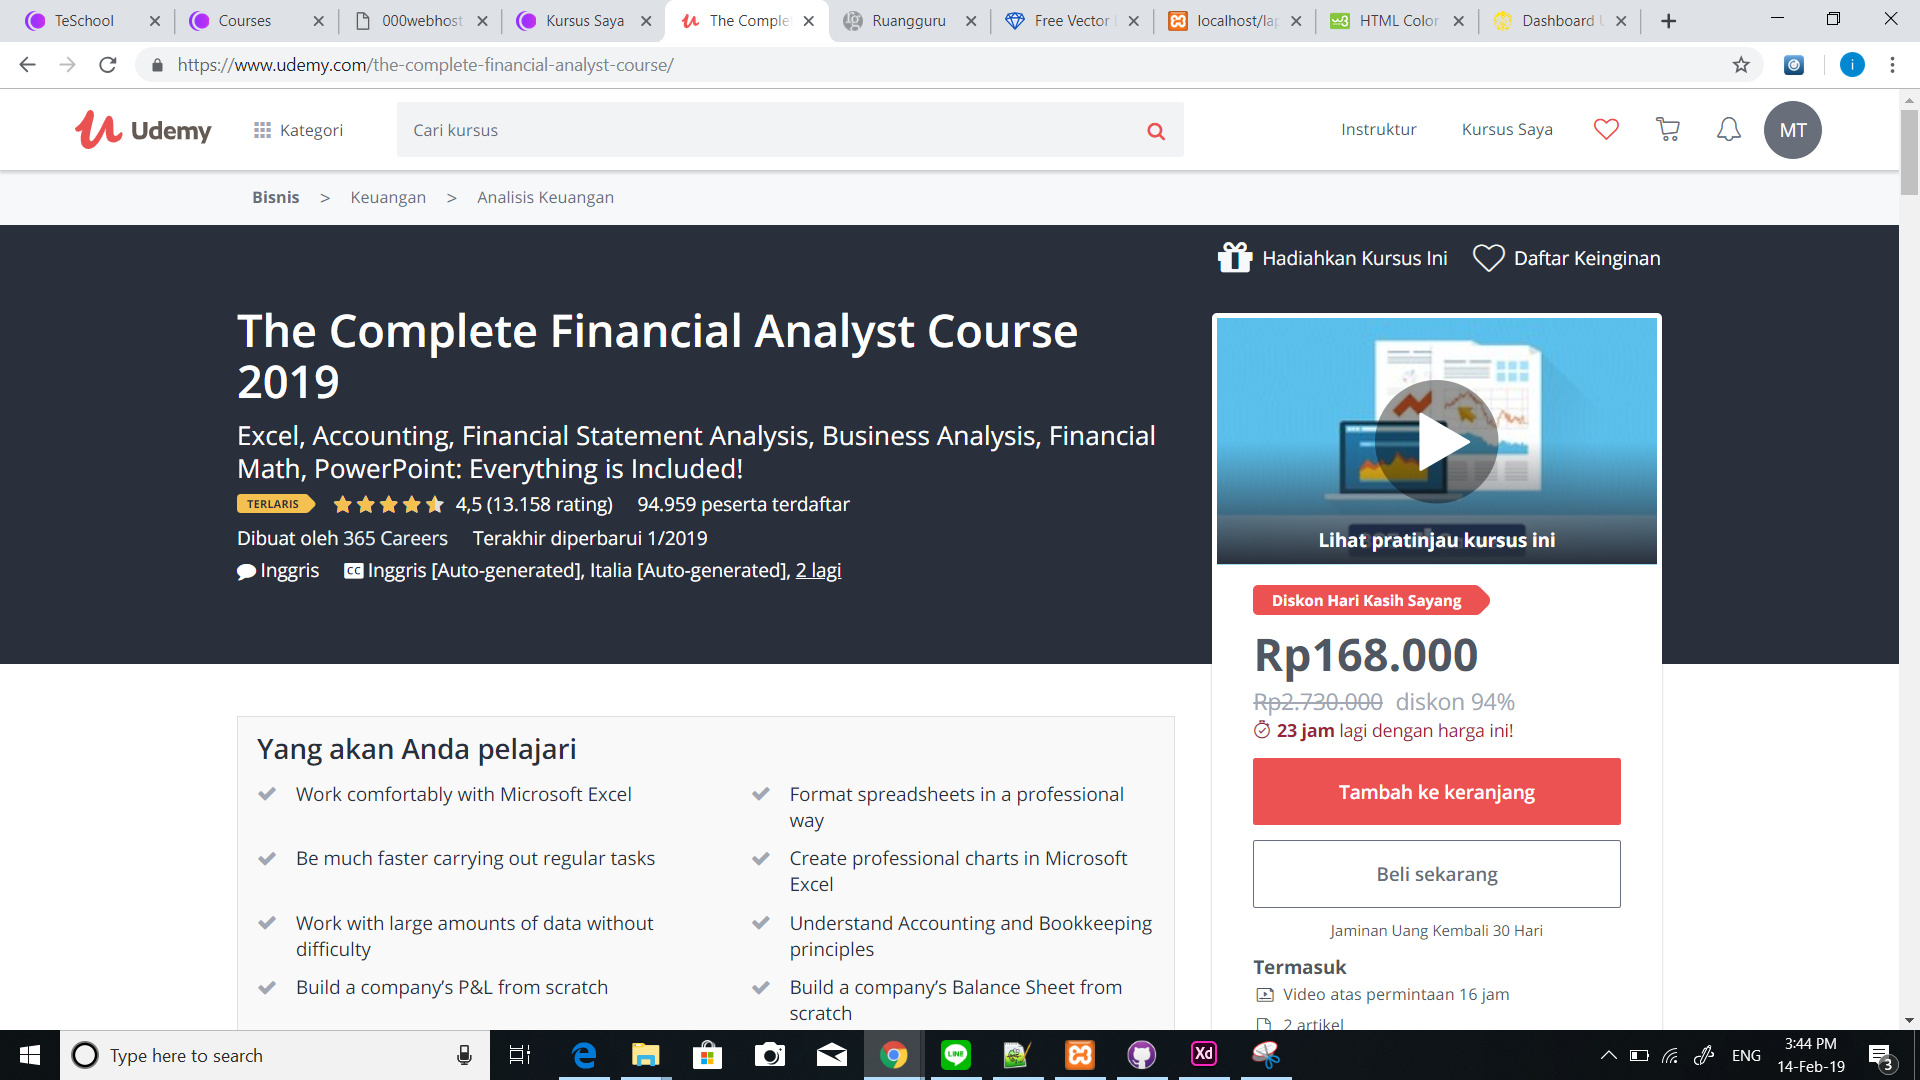 TeSchool
Courses
000webhost
Kursus Saya
The Comple
Ruangguru
Free Vector
localhost/lap
HTML Color
Dashboard
https://www.udemy.com/the-complete-financial-analyst-course/
i
Udemy
Kategori
Cari kursus
Instruktur
Kursus Saya
MT
Bisnis > Keuangan > Analisis Keuangan
Hadiahkan Kursus Ini
Daftar Keinginan
The Complete Financial Analyst Course
2019
Excel, Accounting, Financial Statement Analysis, Business Analysis, Financial
Math, PowerPoint: Everything is Included!
TERLARIS 4,5 (13.158 rating) 94.959 peserta terdaftar
Dibuat oleh 365 Careers Terakhir diperbarui 1/2019
Inggris CC Inggris [Auto-generated], Italia [Auto-generated], 2 lagi
Lihat pratinjau kursus ini
Diskon Hari Kasih Sayang
Rp168.000
Rp2.730.000 diskon 94%
23 jam lagi dengan harga ini!
Tambah ke keranjang
Beli sekarang
Jaminan Uang Kembali 30 Hari
Termasuk
Video atas permintaan 16 jam
2 artikel
Yang akan Anda pelajari
Work comfortably with Microsoft Excel
Format spreadsheets in a professional
way
Be much faster carrying out regular tasks
Create professional charts in Microsoft
Excel
Work with large amounts of data without
difficulty
Understand Accounting and Bookkeeping
principles
Build a company's P&L from scratch
Build a company's Balance Sheet from
scratch
Type here to search
LINE
Xd
ENG
3:44 PM
14-Feb-19
3